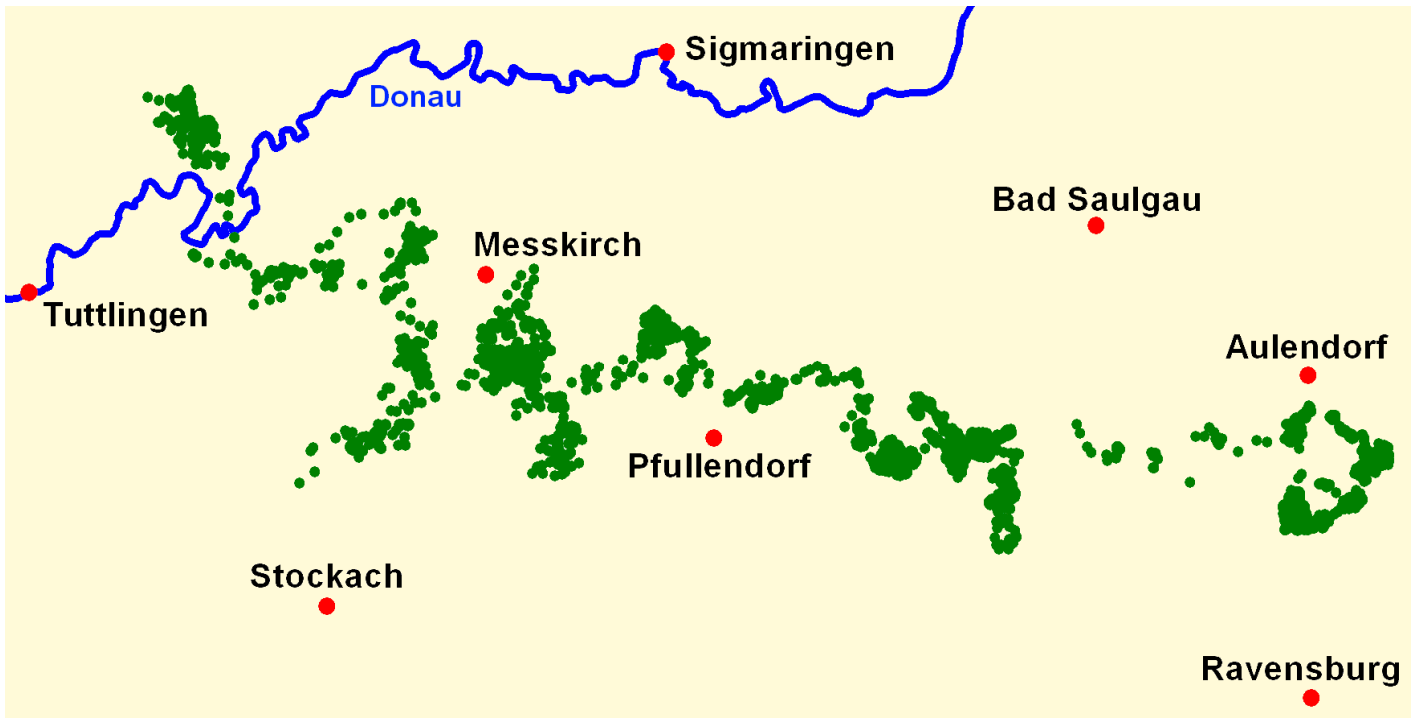 Sigmaringen
Donau
Bad Saulgau
Messkirch
Tuttlingen
Aulendorf
Pfullendorf
Stockach
Ravensburg